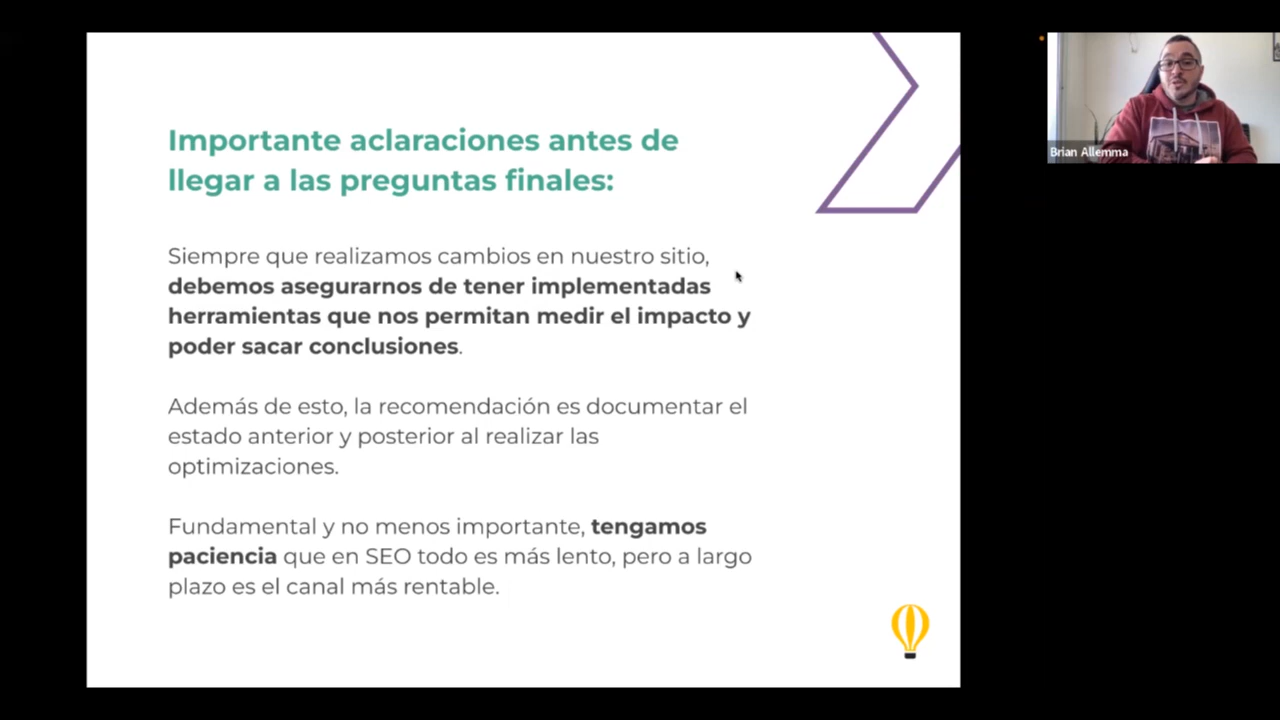 Importante aclaraciones antes de
llegar a las preguntas finales:
Siempre que realizamos cambios en nuestro sitio,
debemos asegurarnos de tener implementadas
herramientas que nos permitan medir el impacto y
poder sacar conclusiones.
Además de esto, la recomendación es documentar el
estado anterior y posterior al realizar las
optimizaciones.
Fundamental y no menos importante, tengamos
paciencia que en SEO todo es más lento, pero a largo
plazo es el canal más rentable.
Brian Allemma